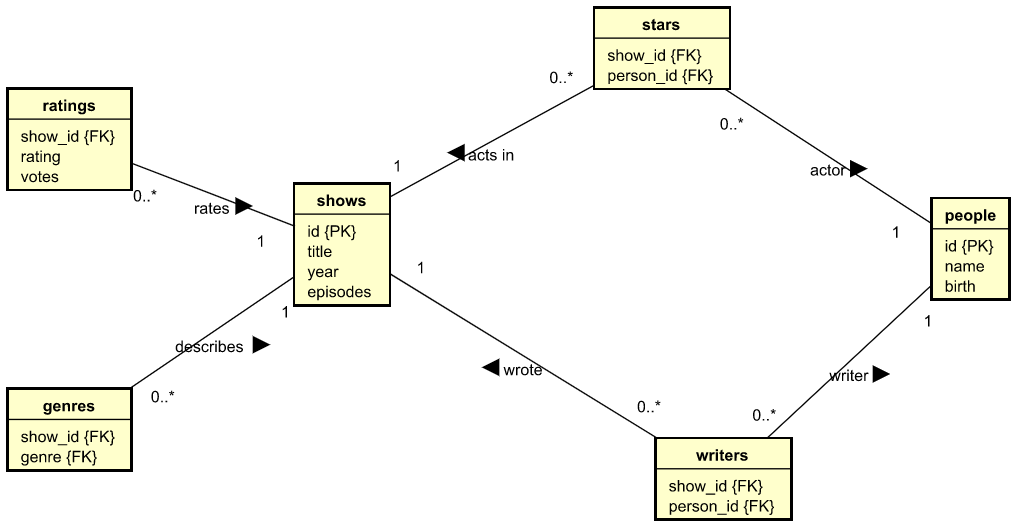 stars
show_id {FK}
person_id {FK}
0..*
0..*
ratings
show_id {FK}
rating
votes
0..*
rates
1
1
acts in
actor
shows
id {PK}
title
year
episodes
1
1
people
id {PK}
name
birth
1
1
describes
0..*
genres
show_id {FK}
genre {FK}
wrote
0..*
writer
0..*
writers
show_id {FK}
person_id {FK}